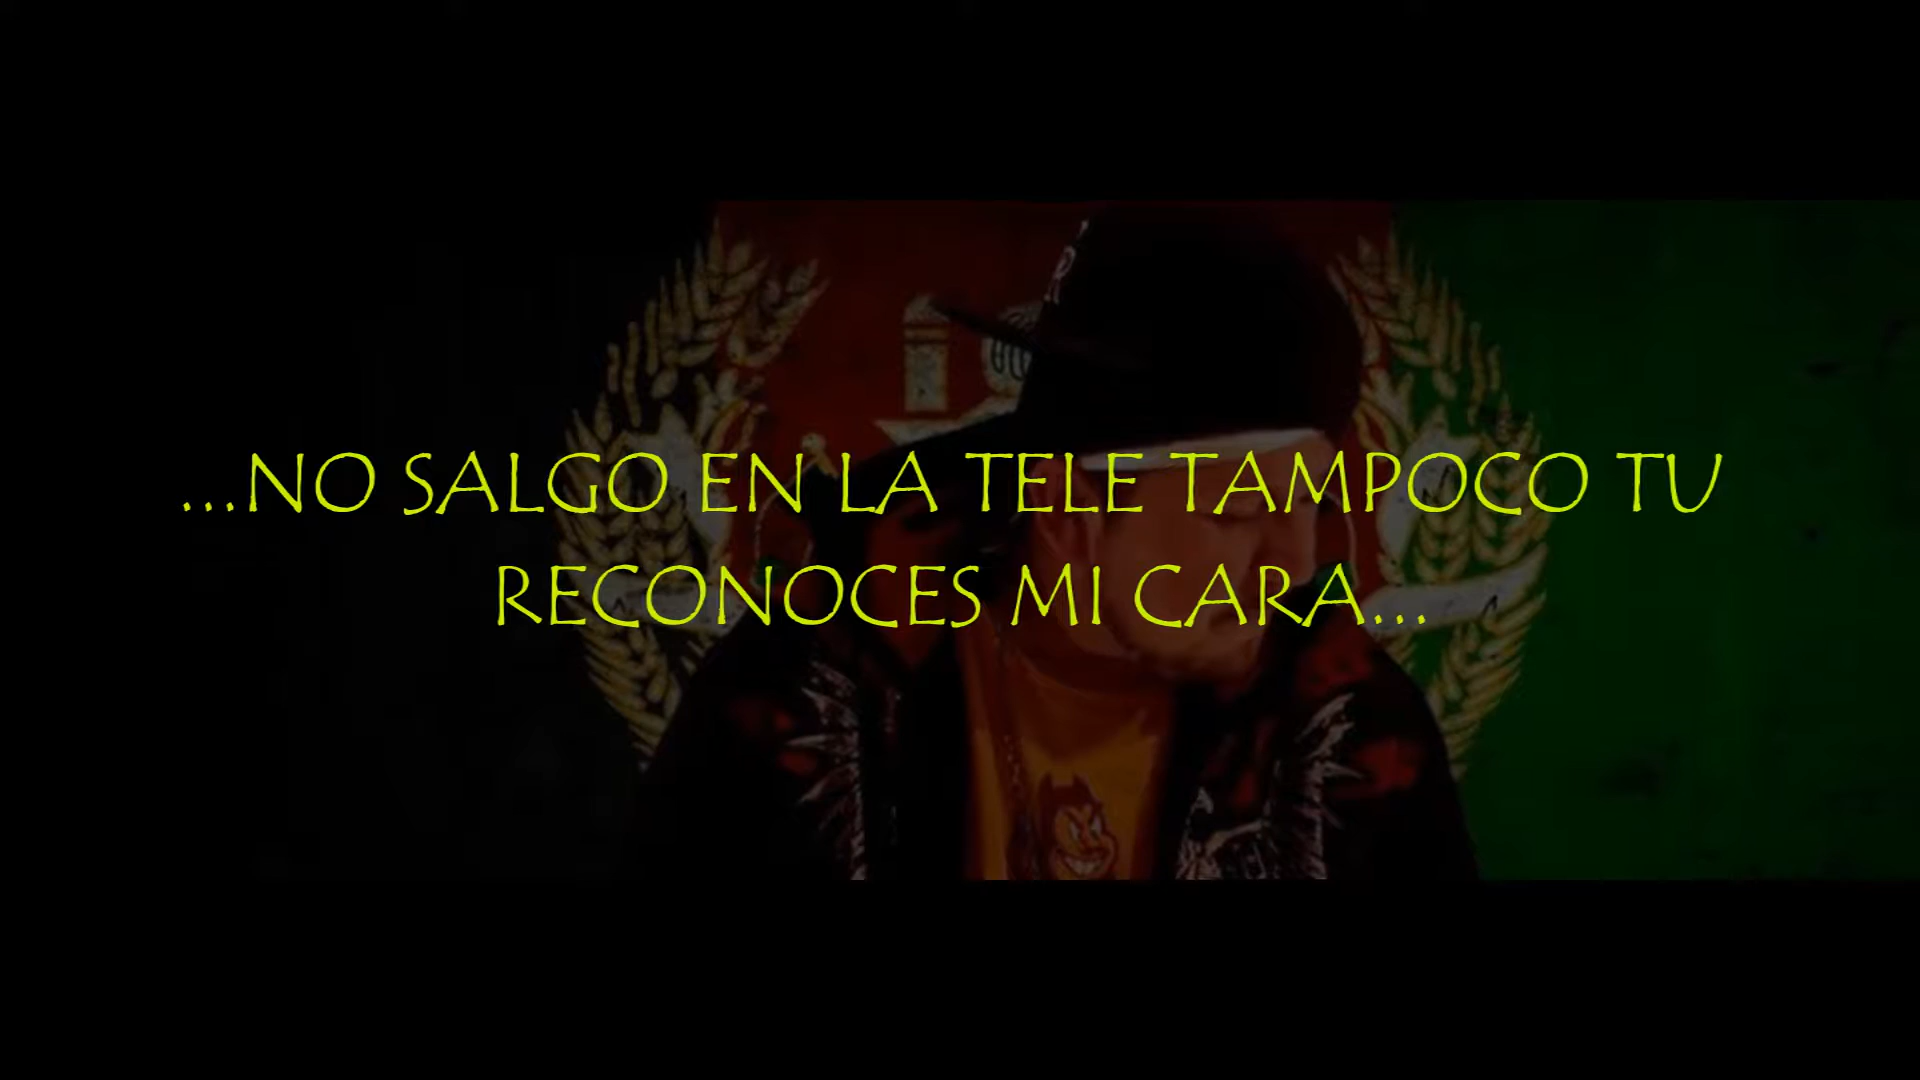 ...NO SALGO EN LA TELE TAMPOCO TU
RECONOCES MI CARA...